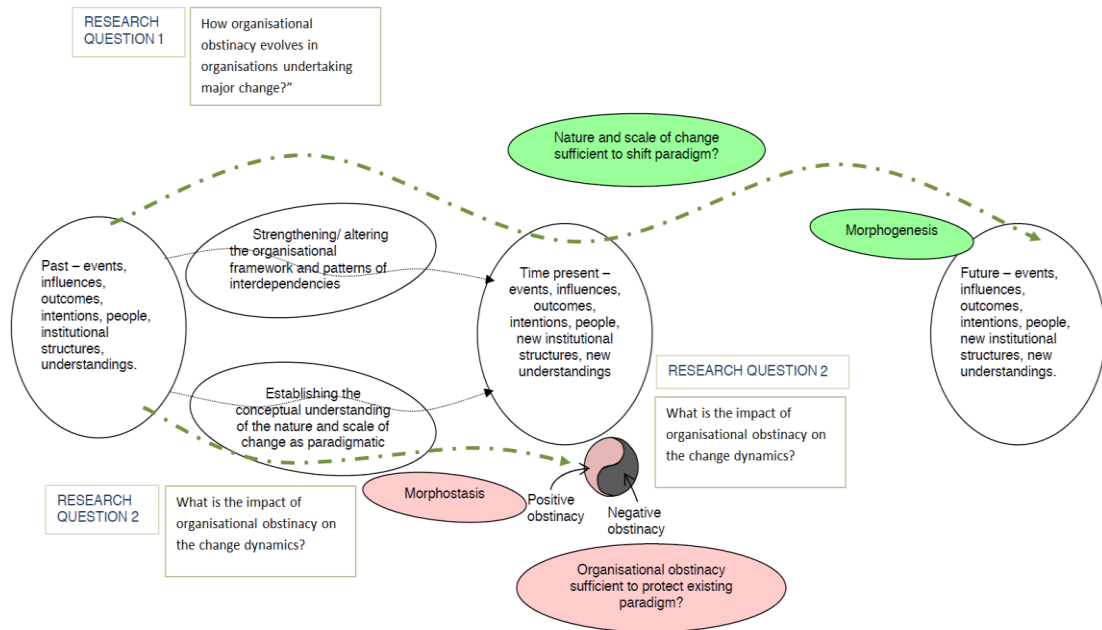 RESEARCH
QUESTION 1
How organisational
obstinacy evolves in
organisations undertaking
major change?”
Nature and scale of change
sufficient to shift paradigm?
Morphogenesis
Strengthening/ altering
the organisational
framework and patterns of
interdependencies
Past – events,
influences,
outcomes,
intentions, people,
institutional
structures,
understandings.
Time present –
events, influences,
outcomes,
intentions, people,
new institutional
structures, new
understandings
Future – events,
influences,
outcomes,
intentions, people,
new institutional
structures, new
understandings.
Establishing the
conceptual understanding
of the nature and scale of
change as paradigmatic
RESEARCH QUESTION 2
What is the impact of
organisational obstinacy on
the change dynamics?
RESEARCH
QUESTION 2
What is the impact of
organisational obstinacy on
the change dynamics?
Morphostasis
Positive
obstinacy
Negative
obstinacy
Organisational obstinacy
sufficient to protect existing
paradigm?